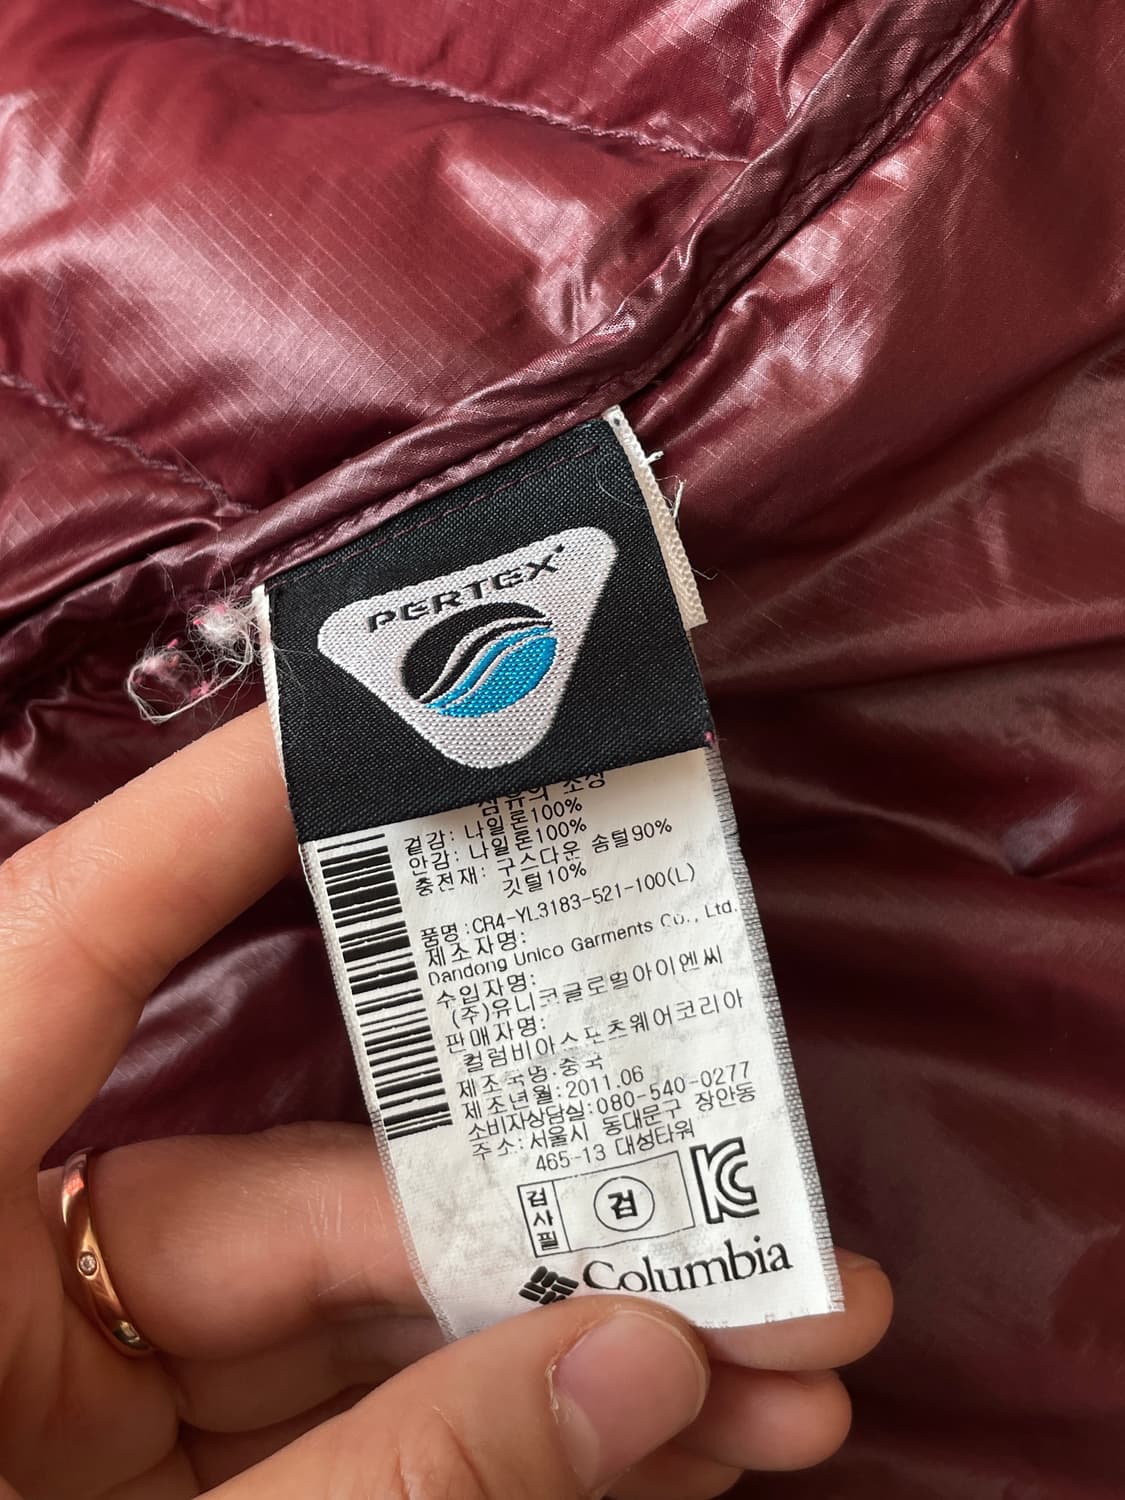 PERTEX
섬유의 조성
겉감: 나일론100%
안감: 나일론100%
충전재: 구스다운 솜털90%
깃털10%
품명:CR4-YL3183-521-100(L)
제조자명:
Dandong Unico Garments Co., Ltd.
수입자명:
(주)유니코글로벌아이엔씨
판매자명:
컬럼비아스포츠웨어코리아
제조국명:중국
제조년월:2011.06
소비자상담실:080-540-0277
주소:서울시 동대문구 장안동
465-13 대성타워
검사필
검
KC
Columbia